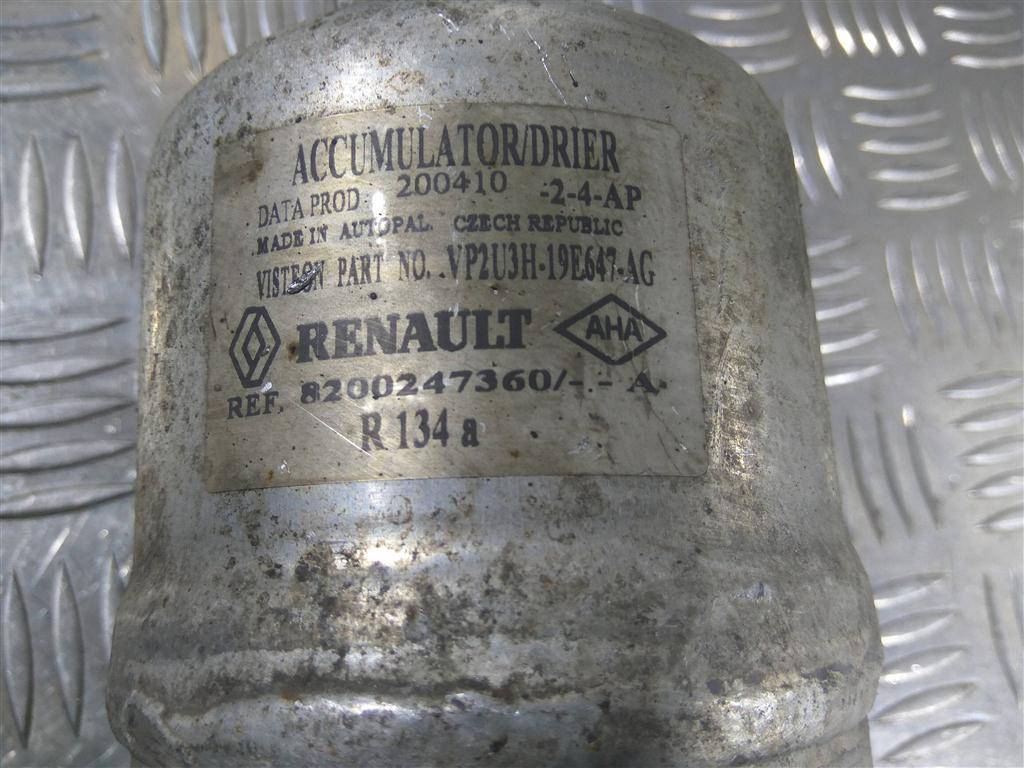 ACCUMULATOR/DRIER
DATA PROD 200410 -2-4-AP
MADE IN AUTOPAL. CZECH REPUBLIC
VISTEON PART NO. .VP2U3H-19E647-AG
RENAULT AHA
REF. 8200247360/-.- A-
R 134 a